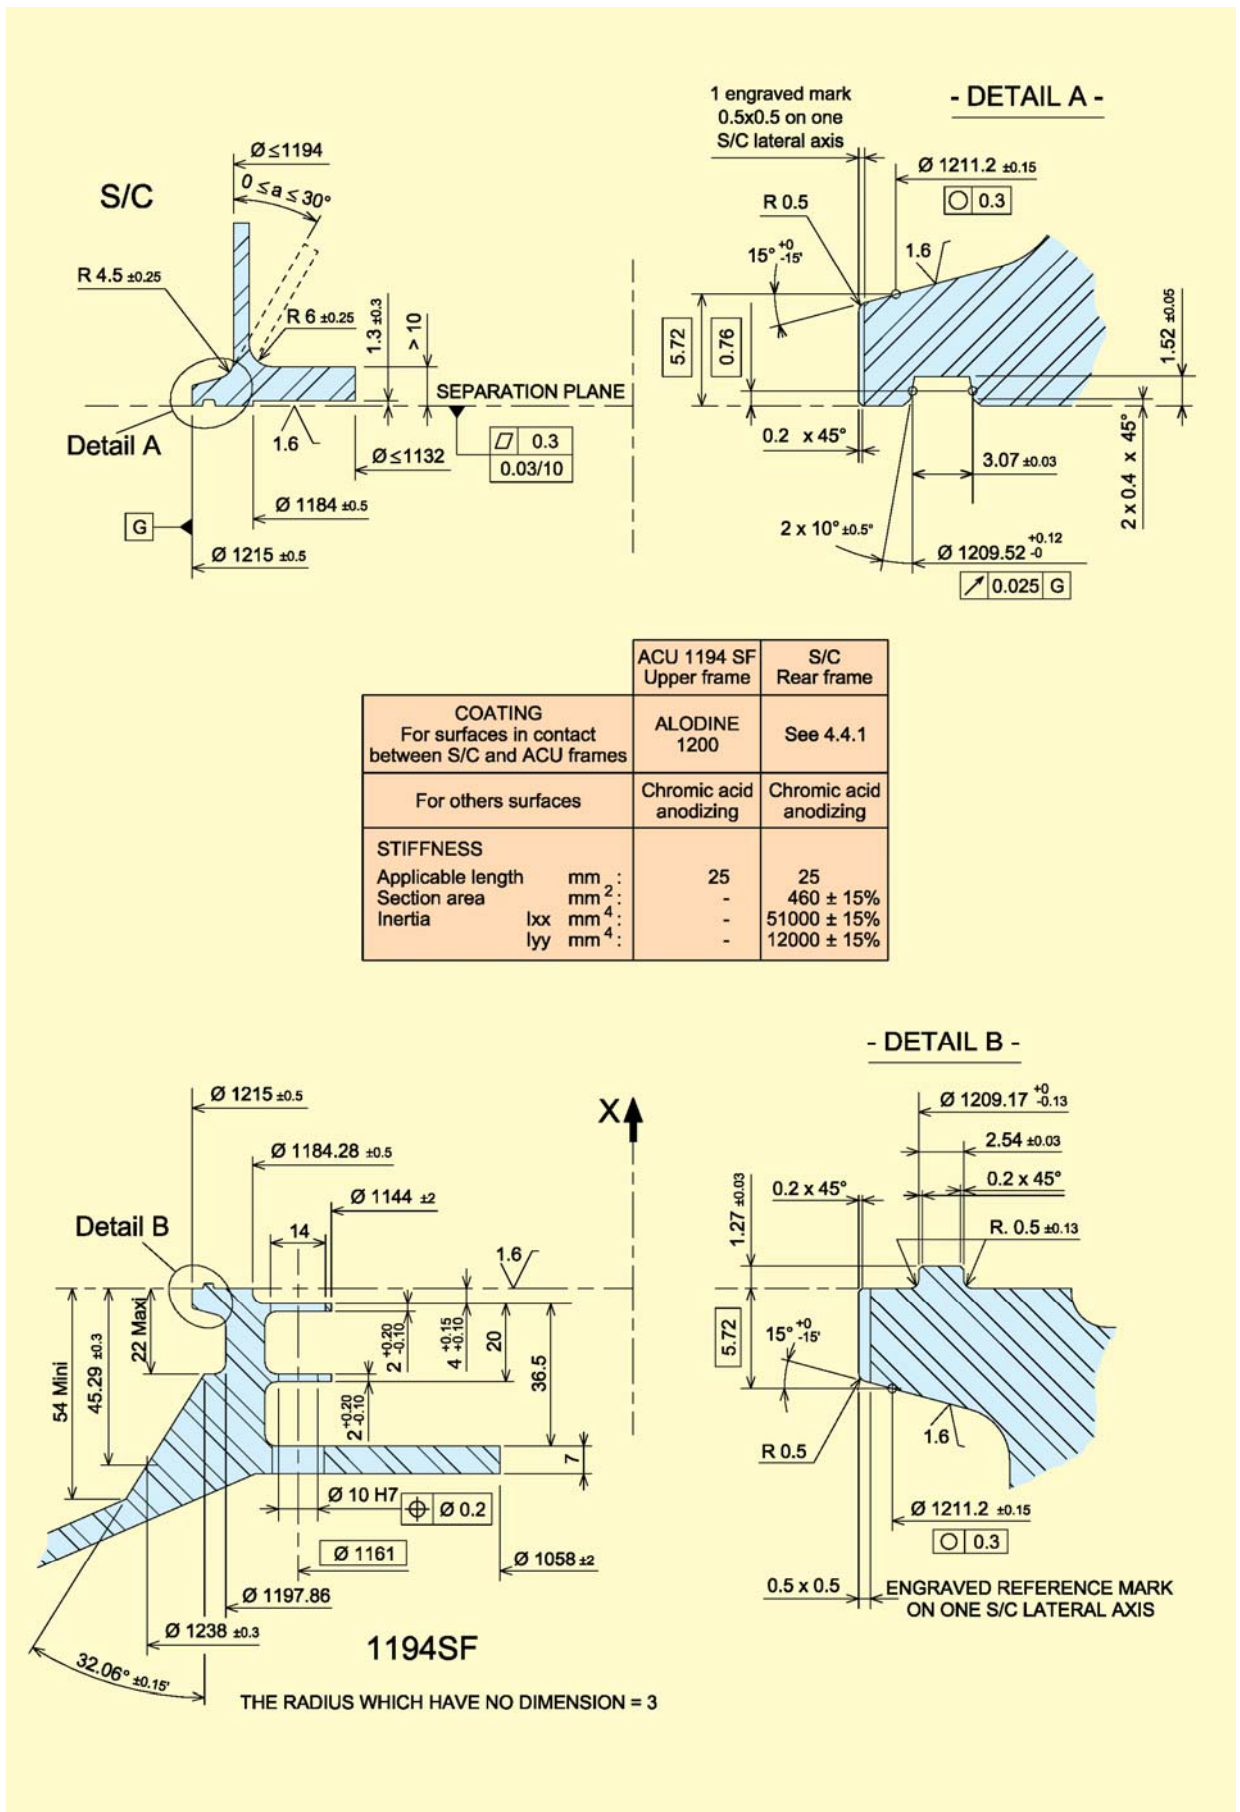 S/C
Ø ≤1194
0 ≤ a ≤ 30°
R 4.5 ±0.25
R 6 ±0.25
1.3 ±0.3
> 10
SEPARATION PLANE
Detail A
1.6
0.3
0.03/10
Ø ≤1132
Ø 1184 ±0.5
G
Ø 1215 ±0.5
- DETAIL A -
1 engraved mark
0.5x0.5 on one
S/C lateral axis
Ø 1211.2 ±0.15
0.3
R 0.5
15° +0 -15'
1.6
5.72
0.76
1.52 ±0.05
0.2 x 45°
3.07 ±0.03
2 x 0.4 x 45°
2 x 10° ±0.5°
Ø 1209.52 +0.12 -0
0.025 G
ACU 1194 SF
Upper frame
S/C
Rear frame
COATING
For surfaces in contact
between S/C and ACU frames
ALODINE
1200
See 4.4.1
For others surfaces
Chromic acid
anodizing
Chromic acid
anodizing
STIFFNESS
Applicable length mm : 25 25
Section area mm 2 : - 460 ± 15%
Inertia Ixx mm 4 : - 51000 ± 15%
Iyy mm 4 : - 12000 ± 15%
Ø 1215 ±0.5
X
Ø 1184.28 ±0.5
Ø 1144 ±2
Detail B
14
1.6
54 Mini
45.29 ±0.3
22 Maxi
2 +0.20 -0.10
4 +0.15 +0.10
20
36.5
2 +0.20 -0.10
7
Ø 10 H7
Ø 0.2
Ø 1161
Ø 1058 ±2
Ø 1197.86
Ø 1238 ±0.3
32.06° ±0.15'
1194SF
THE RADIUS WHICH HAVE NO DIMENSION = 3
- DETAIL B -
Ø 1209.17 +0 -0.13
2.54 ±0.03
0.2 x 45°
0.2 x 45°
1.27 ±0.03
R. 0.5 ±0.13
5.72
15° +0 -15'
1.6
R 0.5
Ø 1211.2 ±0.15
0.3
0.5 x 0.5
ENGRAVED REFERENCE MARK
ON ONE S/C LATERAL AXIS